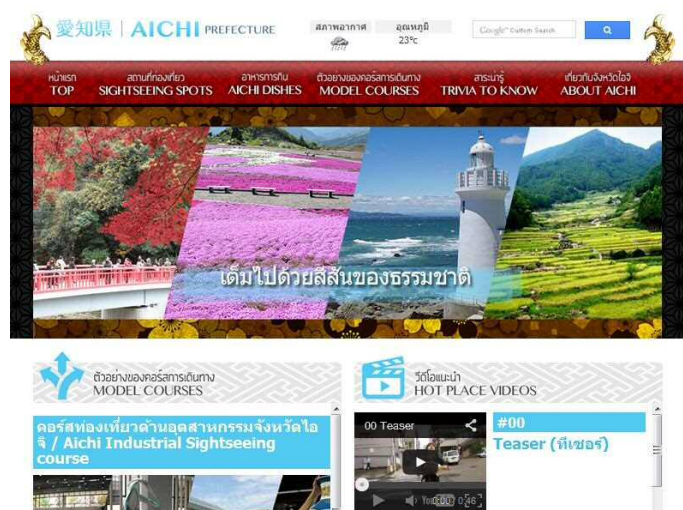 愛知県 | AICHI PREFECTURE
สภาพอากาศ อุณหภูมิ
23°c
Google™ Custom Search
หน้าแรก สถานที่ท่องเที่ยว อาหารการกิน ตัวอย่างของคอร์สการเดินทาง สาระน่ารู้ เกี่ยวกับจังหวัดไอจิ
TOP SIGHTSEEING SPOTS AICHI DISHES MODEL COURSES TRIVIA TO KNOW ABOUT AICHI
เต็มไปด้วยสีสันของธรรมชาติ
ตัวอย่างของคอร์สการเดินทาง
MODEL COURSES
วีดีโอแนะนำ
HOT PLACE VIDEOS
คอร์สท่องเที่ยวด้านอุตสาหกรรมจังหวัดไอ
จิ / Aichi Industrial Sightseeing
course
00 Teaser
#00
Teaser (ทีเซอร์)
0:00 / 0:46